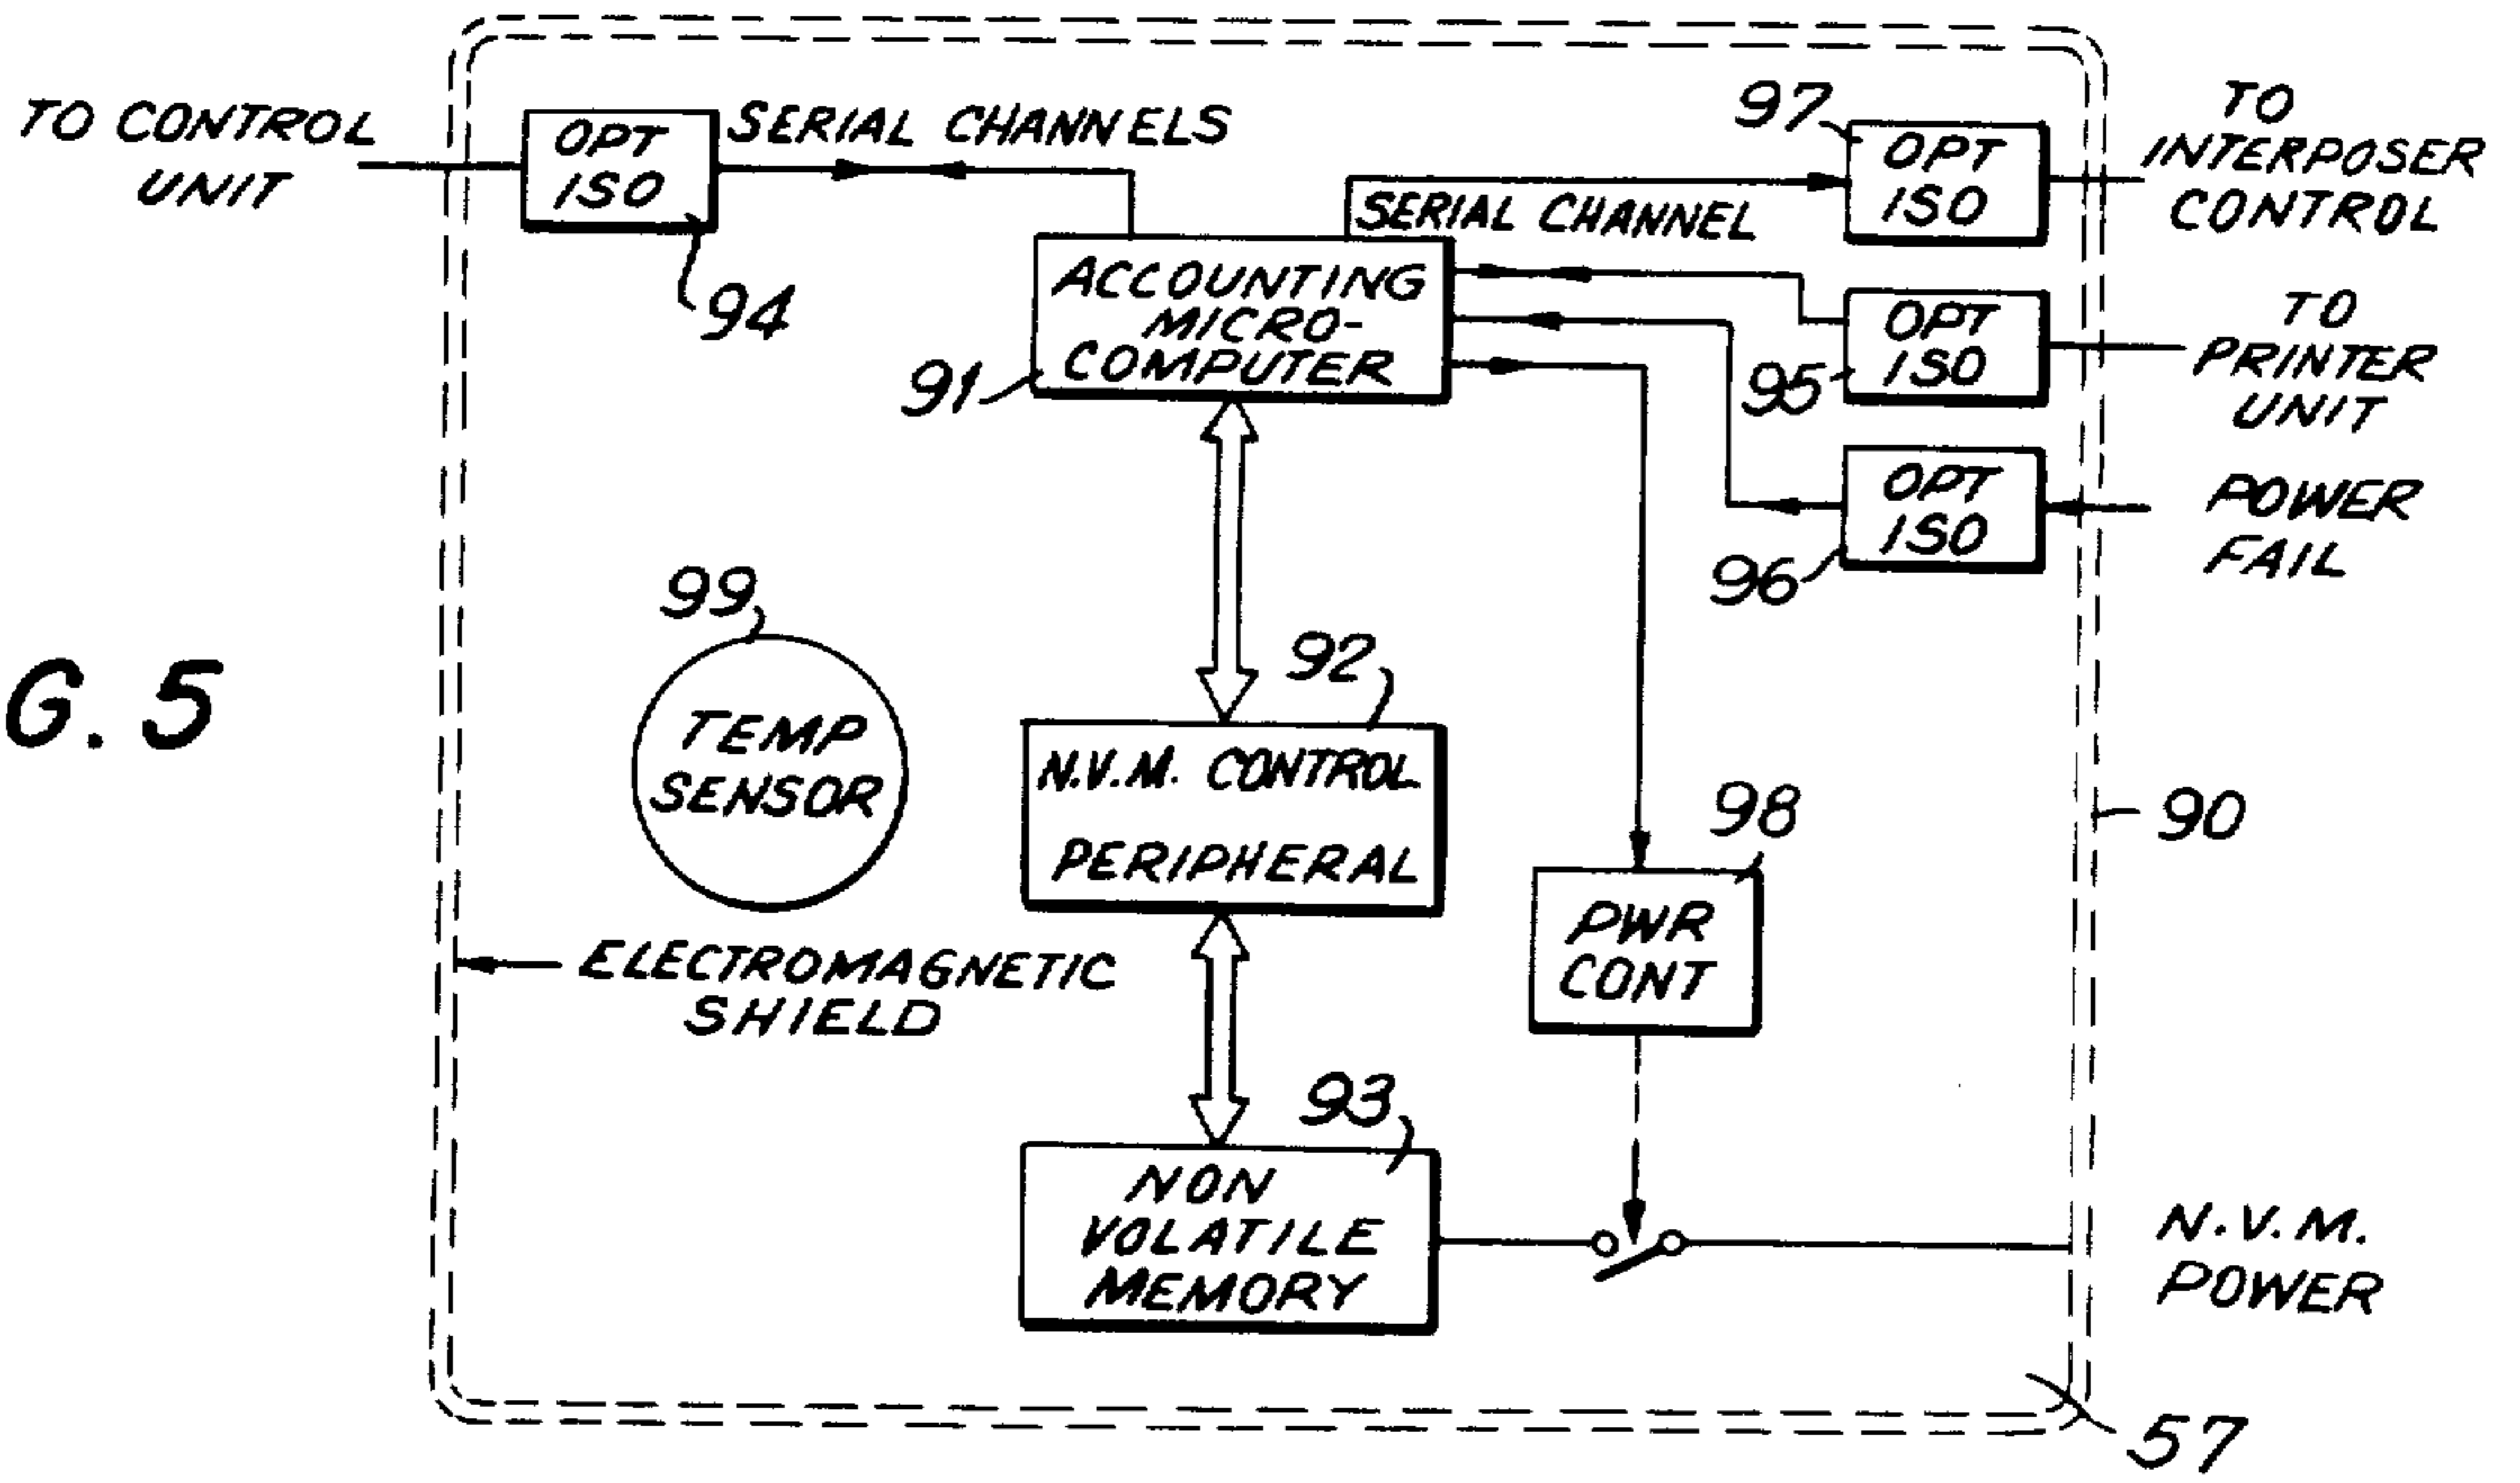 TO CONTROL
UNIT
OPT
ISO
94
SERIAL CHANNELS
SERIAL CHANNEL
97
OPT
ISO
TO
INTERPOSER
CONTROL
ACCOUNTING
MICRO-
COMPUTER
91
OPT
ISO
95
TO
PRINTER
UNIT
OPT
ISO
96
POWER
FAIL
G. 5
99
TEMP
SENSOR
92
N.V.M. CONTROL
PERIPHERAL
98
PWR
CONT
90
ELECTROMAGNETIC
SHIELD
93
NON
VOLATILE
MEMORY
N.V.M.
POWER
57